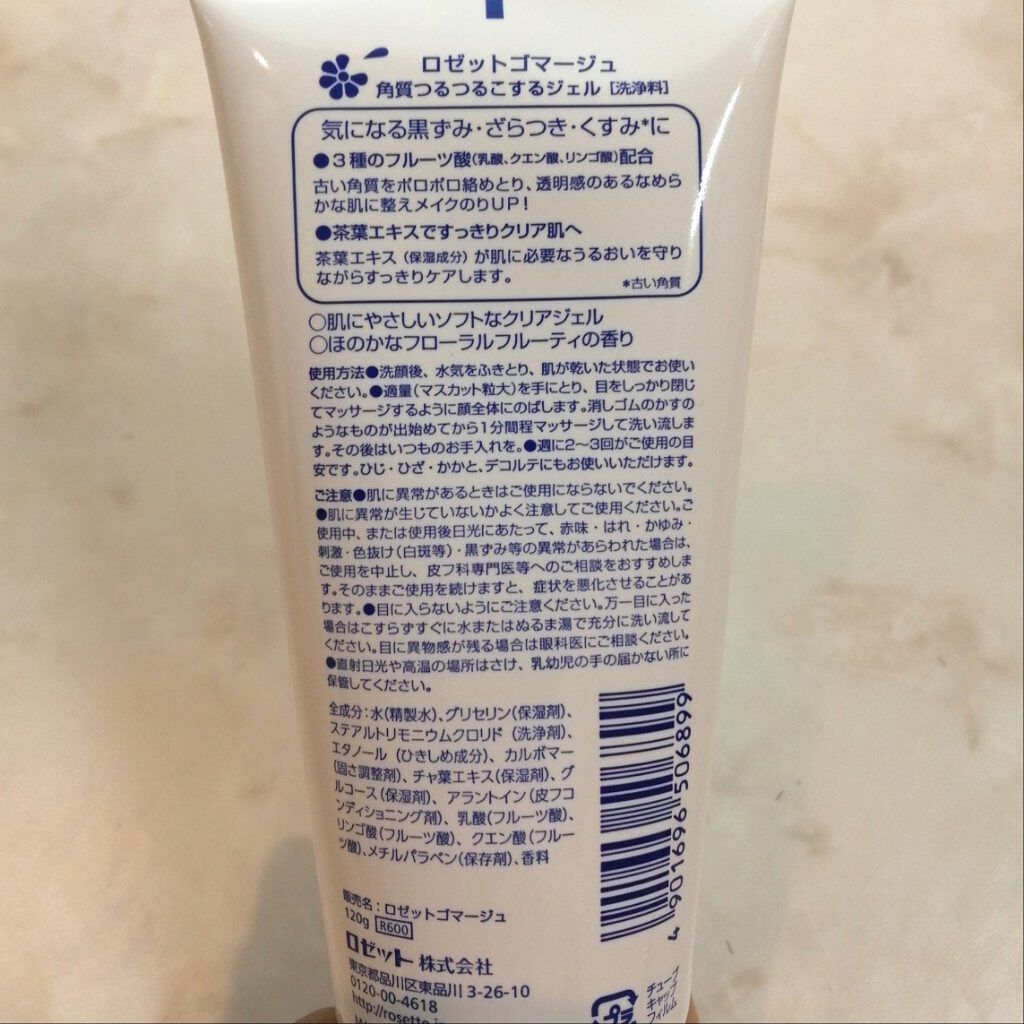 ロゼットゴマージュ
角質つるつるこするジェル [洗浄料]
気になる黒ずみ・ざらつき・くすみ*に
●3種のフルーツ酸(乳酸、クエン酸、リンゴ酸)配合
古い角質をポロポロ絡めとり、透明感のあるなめら
かな肌に整えメイクのりUP!
●茶葉エキスですっきりクリア肌へ
茶葉エキス (保湿成分) が肌に必要なうるおいを守り
ながらすっきりケアします。
*古い角質
○肌にやさしいソフトなクリアジェル
○ほのかなフローラルフルーティの香り
使用方法●洗顔後、水気をふきとり、肌が乾いた状態でお使い
ください。●適量(マスカット粒大)を手にとり、目をしっかり閉じ
てマッサージするように顔全体にのばします。消しゴムのかすの
ようなものが出始めてから1分間程マッサージして洗い流しま
す。その後はいつものお手入れを。●週に2〜3回がご使用の目
安です。ひじ・ひざ・かかと、デコルテにもお使いいただけます。
ご注意●肌に異常があるときはご使用にならないでください。
●肌に異常が生じていないかよく注意してご使用ください。ご
使用中、または使用後日光にあたって、赤味・はれ・かゆみ・
刺激・色抜け(白斑等)・黒ずみ等の異常があらわれた場合は、
ご使用を中止し、皮フ科専門医等へのご相談をおすすめしま
す。そのままご使用を続けますと、症状を悪化させることがあ
ります。●目に入らないようにご注意ください。万一目に入った
場合はこすらずすぐに水またはぬるま湯で充分に洗い流して
ください。目に異物感が残る場合は眼科医にご相談ください。
●直射日光や高温の場所はさけ、乳幼児の手の届かない所に
保管してください。
全成分:水(精製水)、グリセリン(保湿剤)、
ステアルトリモニウムクロリド (洗浄剤)、
エタノール (ひきしめ成分)、カルボマー
(固さ調整剤)、チャ葉エキス(保湿剤)、グ
ルコース(保湿剤)、アラントイン(皮フコ
ンディショニング剤)、乳酸(フルーツ酸)、
リンゴ酸(フルーツ酸)、クエン酸(フルー
ツ酸)、メチルパラベン(保存剤)、香料
4 901696 506899
販売名:ロゼットゴマージュ
120g R600
ロゼット 株式会社
東京都品川区東品川 3-26-10
0120-00-4618
プラ
チューブ
キャップ
フィルム